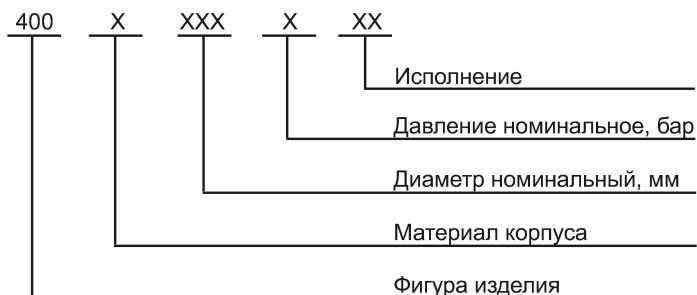 400 X XXX X XX
Исполнение
Давление номинальное, бар
Диаметр номинальный, мм
Материал корпуса
Фигура изделия